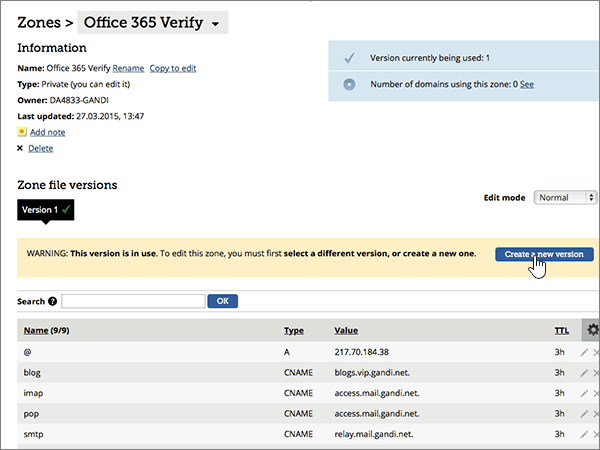 Zones > Office 365 Verify
Information
Name: Office 365 Verify Rename Copy to edit
Type: Private (you can edit it)
Owner: DA4833-GANDI
Last updated: 27.03.2015, 13:47
Add note
Delete
Version currently being used: 1
Number of domains using this zone: 0 See
Zone file versions
Version 1
Edit mode Normal
WARNING: This version is in use. To edit this zone, you must first select a different version, or create a new one.
Create a new version
Search OK
Name (9/9) Type Value TTL
@ A 217.70.184.38 3h
blog CNAME blogs.vip.gandi.net. 3h
imap CNAME access.mail.gandi.net. 3h
pop CNAME access.mail.gandi.net. 3h
smtp CNAME relay.mail.gandi.net. 3h